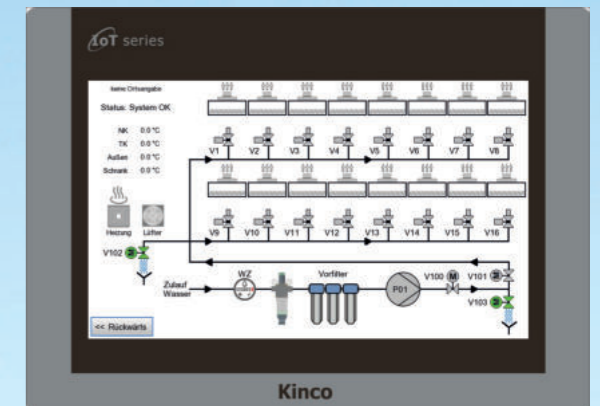 IoT series
keine Ortsangabe
Status: System OK
NK 0.0 °C
TK 0.0 °C
Außen 0.0 °C
Schrank 0.0 °C
V1 V2 V3 V4 V5 V6 V7 V8
Heizung Lüfter
V9 V10 V11 V12 V13 V14 V15 V16
V102 M
WZ Vorfilter V100 M V101
Zulauf
Wasser
P01
V103
<< Rückwärts
Kinco